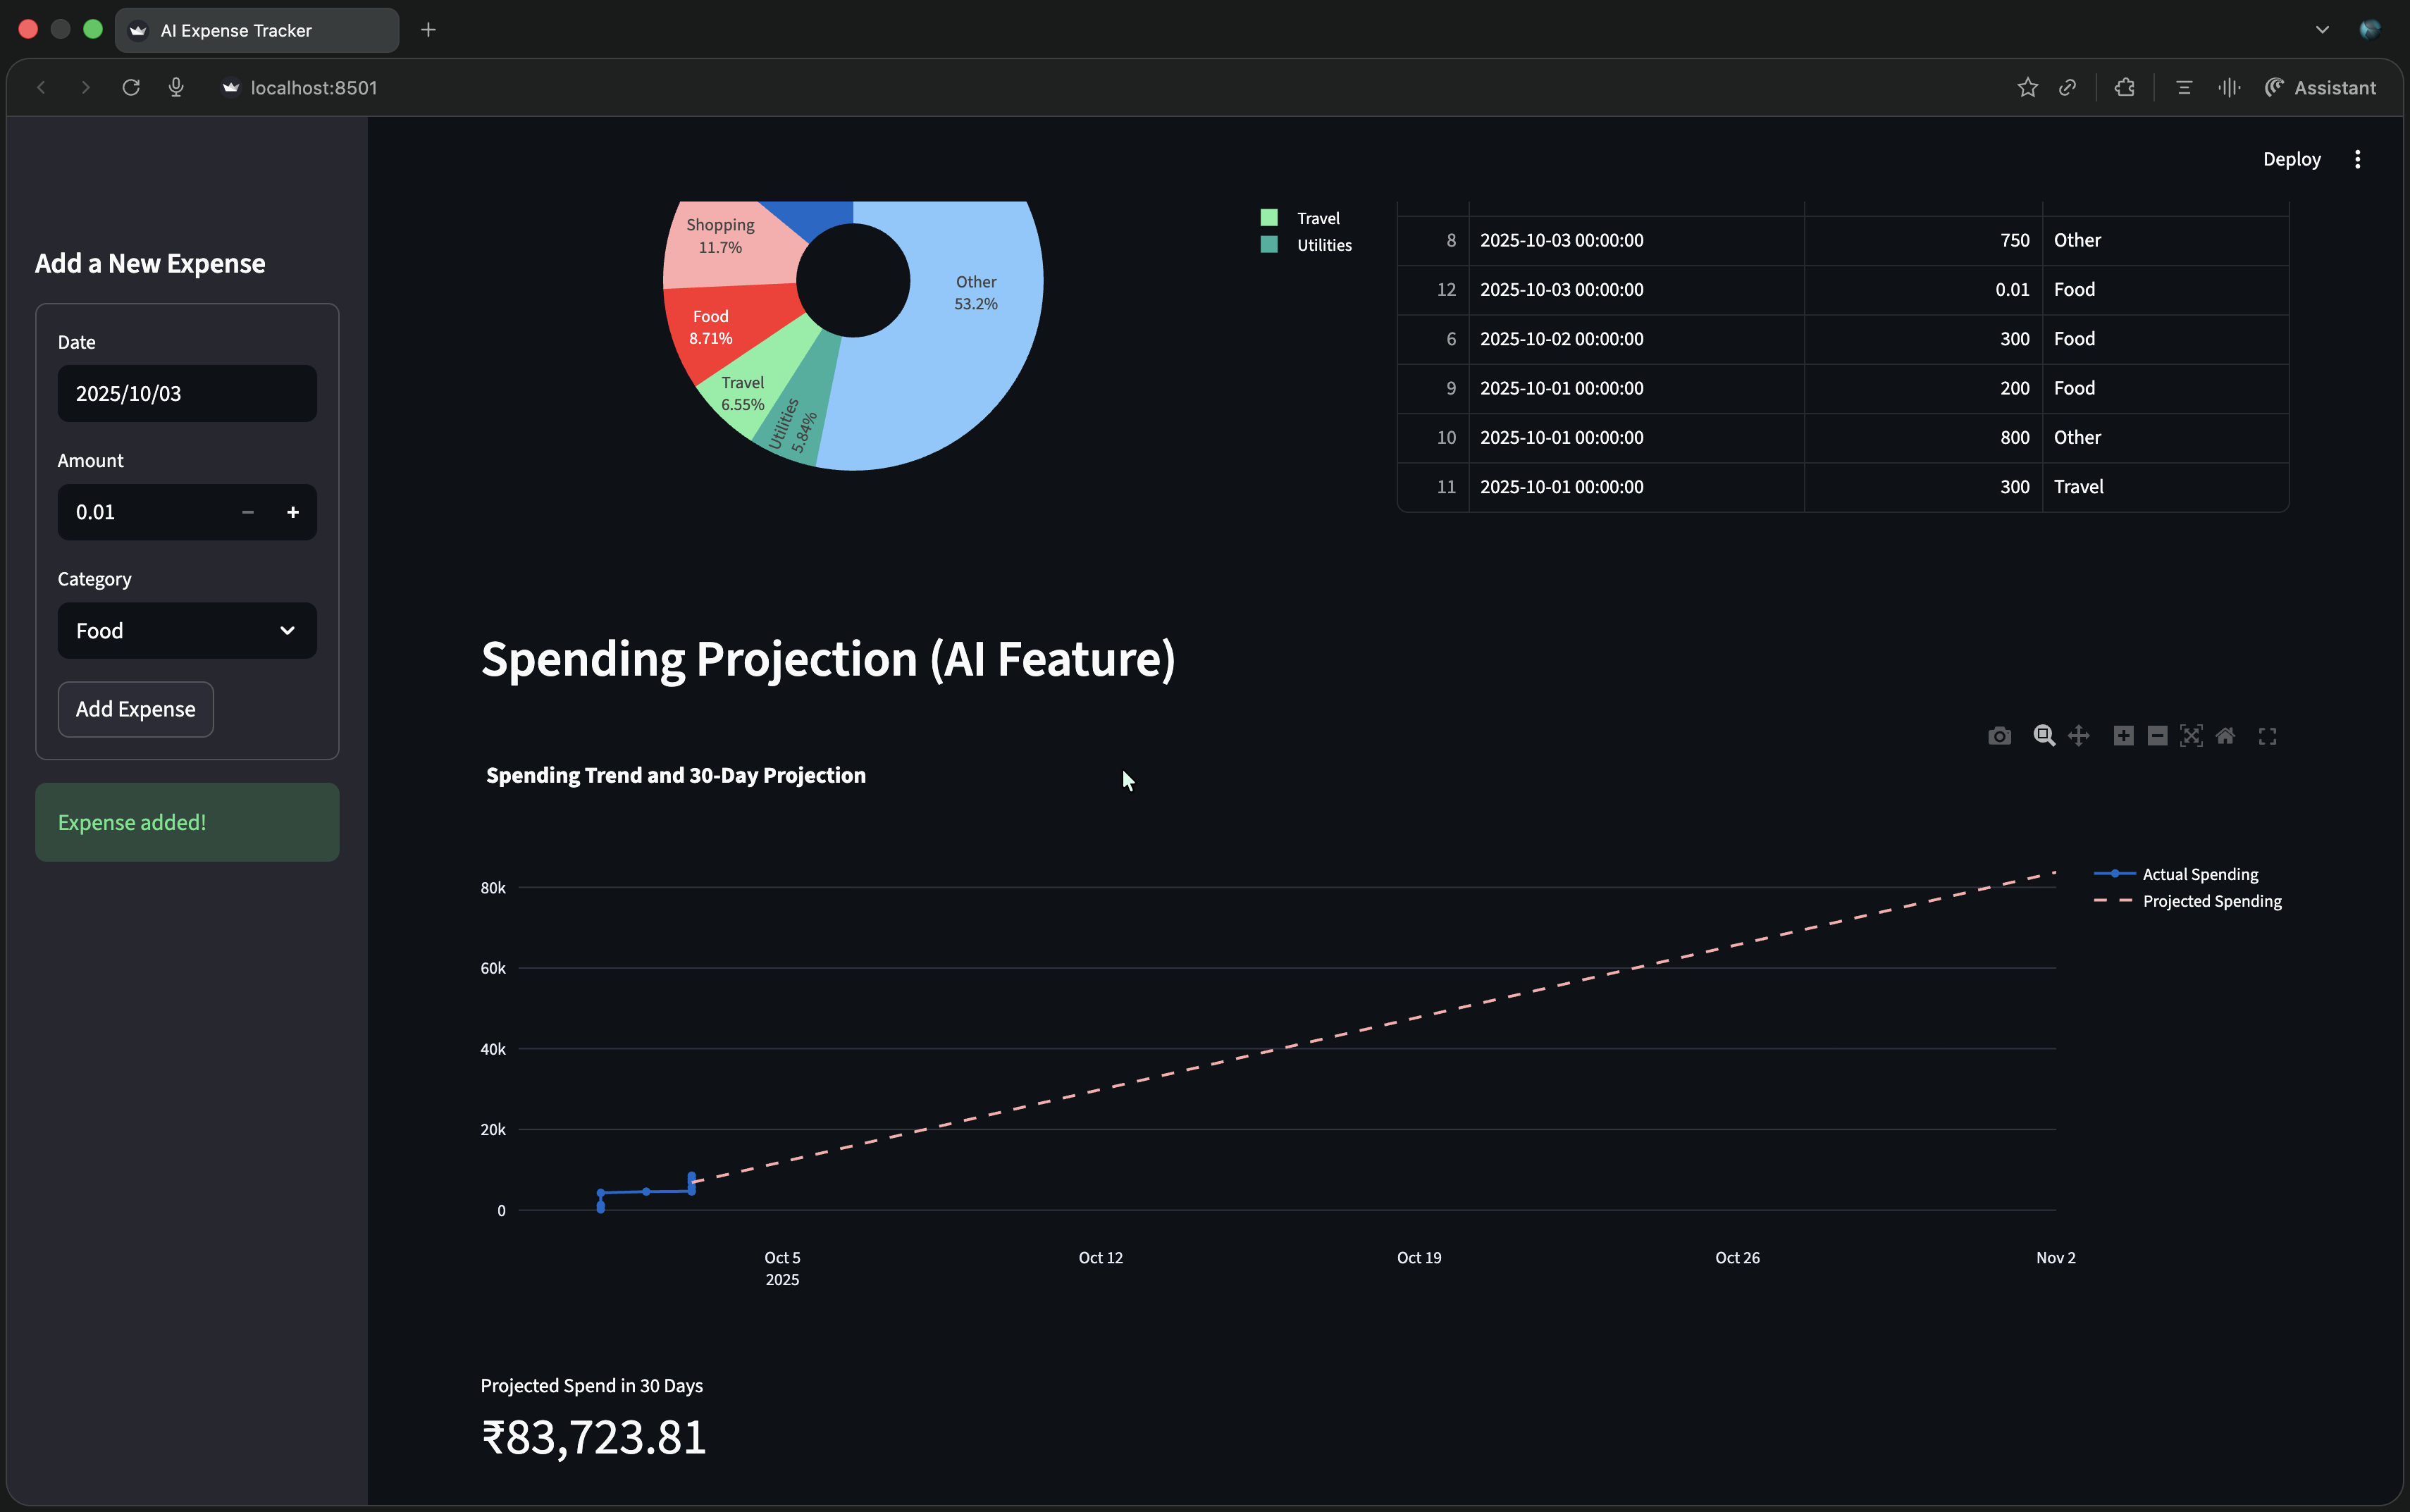 AI Expense Tracker
localhost:8501
Assistant
Deploy
Add a New Expense
Date
2025/10/03
Amount
0.01
Category
Food
Add Expense
Expense added!
Shopping
11.7%
Other
53.2%
Food
8.71%
Travel
6.55%
Utilities
5.84%
Travel
Utilities
8 2025-10-03 00:00:00 750 Other
12 2025-10-03 00:00:00 0.01 Food
6 2025-10-02 00:00:00 300 Food
9 2025-10-01 00:00:00 200 Food
10 2025-10-01 00:00:00 800 Other
11 2025-10-01 00:00:00 300 Travel
Spending Projection (AI Feature)
Spending Trend and 30-Day Projection
80k
60k
40k
20k
0
Oct 5
2025
Oct 12
Oct 19
Oct 26
Nov 2
Actual Spending
Projected Spending
Projected Spend in 30 Days
₹83,723.81